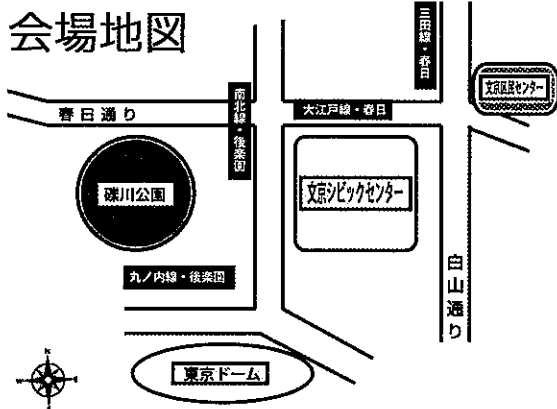 会場地図
三田線・春日
文京区民センター
春日通り
南北線・後楽園
大江戸線・春日
礫川公園
文京シビックセンター
丸ノ内線・後楽園
白山通り
東京ドーム
N
W